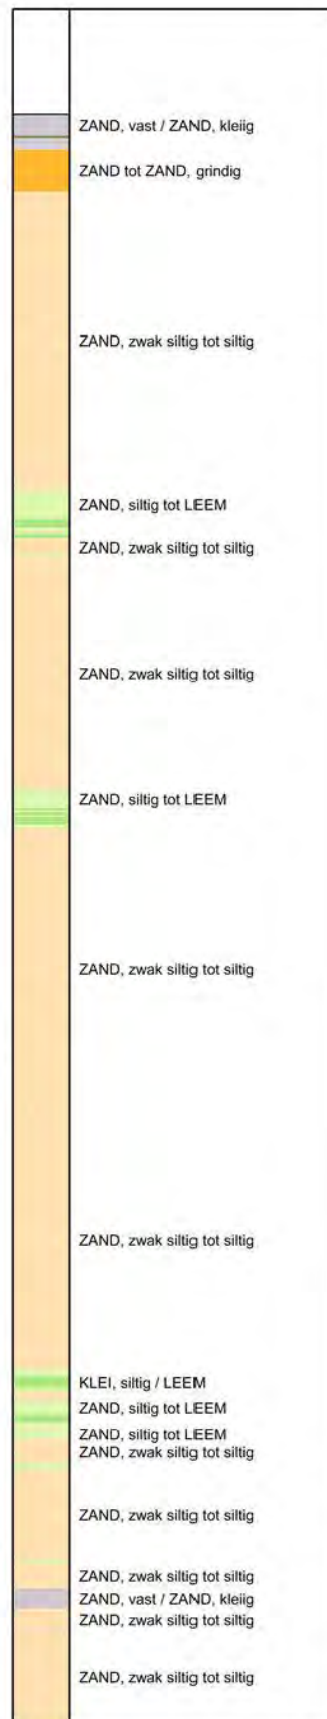 ZAND, vast / ZAND, kleiig
ZAND tot ZAND, grindig
ZAND, zwak siltig tot siltig
ZAND, siltig tot LEEM
ZAND, zwak siltig tot siltig
ZAND, zwak siltig tot siltig
ZAND, siltig tot LEEM
ZAND, zwak siltig tot siltig
ZAND, zwak siltig tot siltig
KLEI, siltig / LEEM
ZAND, siltig tot LEEM
ZAND, siltig tot LEEM
ZAND, zwak siltig tot siltig
ZAND, zwak siltig tot siltig
ZAND, zwak siltig tot siltig
ZAND, vast / ZAND, kleiig
ZAND, zwak siltig tot siltig
ZAND, zwak siltig tot siltig